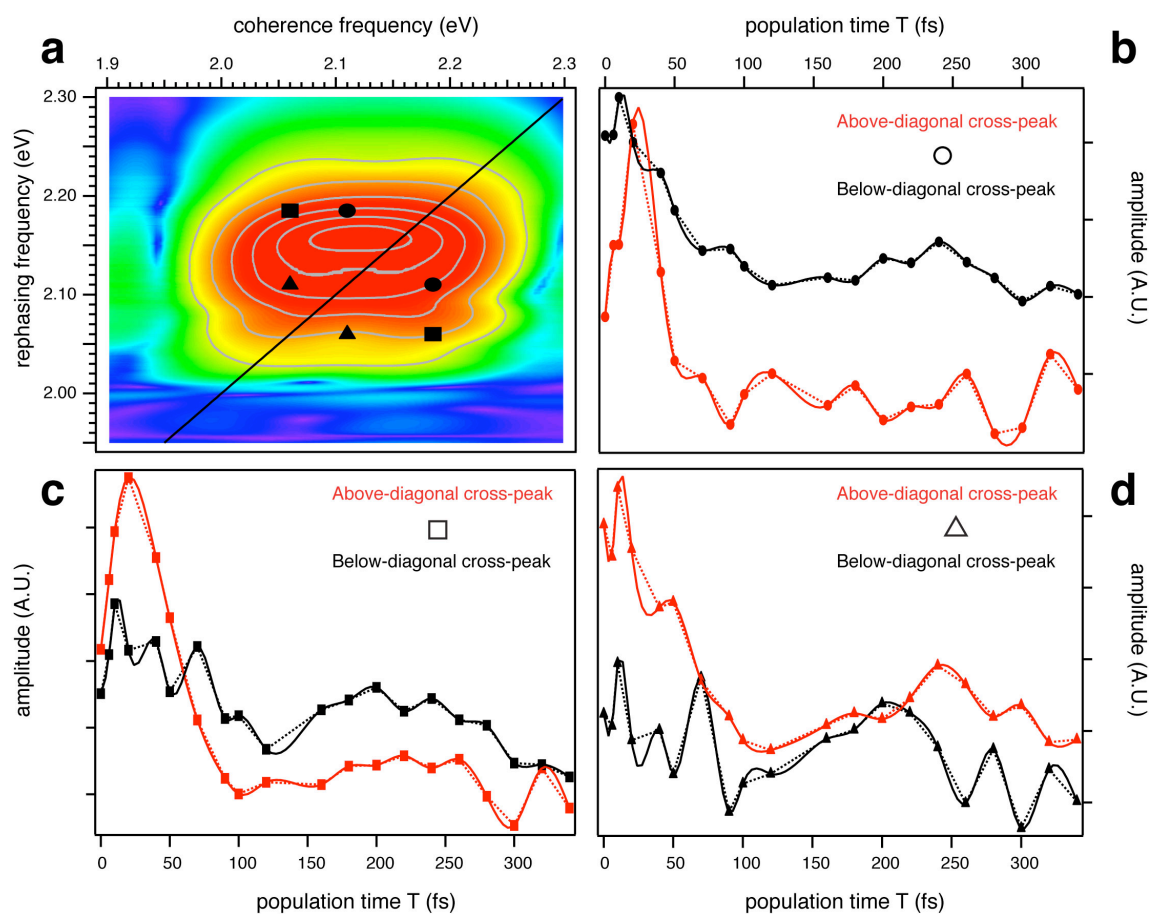 a
coherence frequency (eV)
1.9 2.0 2.1 2.2 2.3
rephasing frequency (eV)
2.30
2.20
2.10
2.00
b
population time T (fs)
0 50 100 150 200 250 300
Above-diagonal cross-peak
Below-diagonal cross-peak
amplitude (A.U.)
c
Above-diagonal cross-peak
Below-diagonal cross-peak
amplitude (A.U.)
0 50 100 150 200 250 300
population time T (fs)
d
Above-diagonal cross-peak
Below-diagonal cross-peak
amplitude (A.U.)
0 50 100 150 200 250 300
population time T (fs)